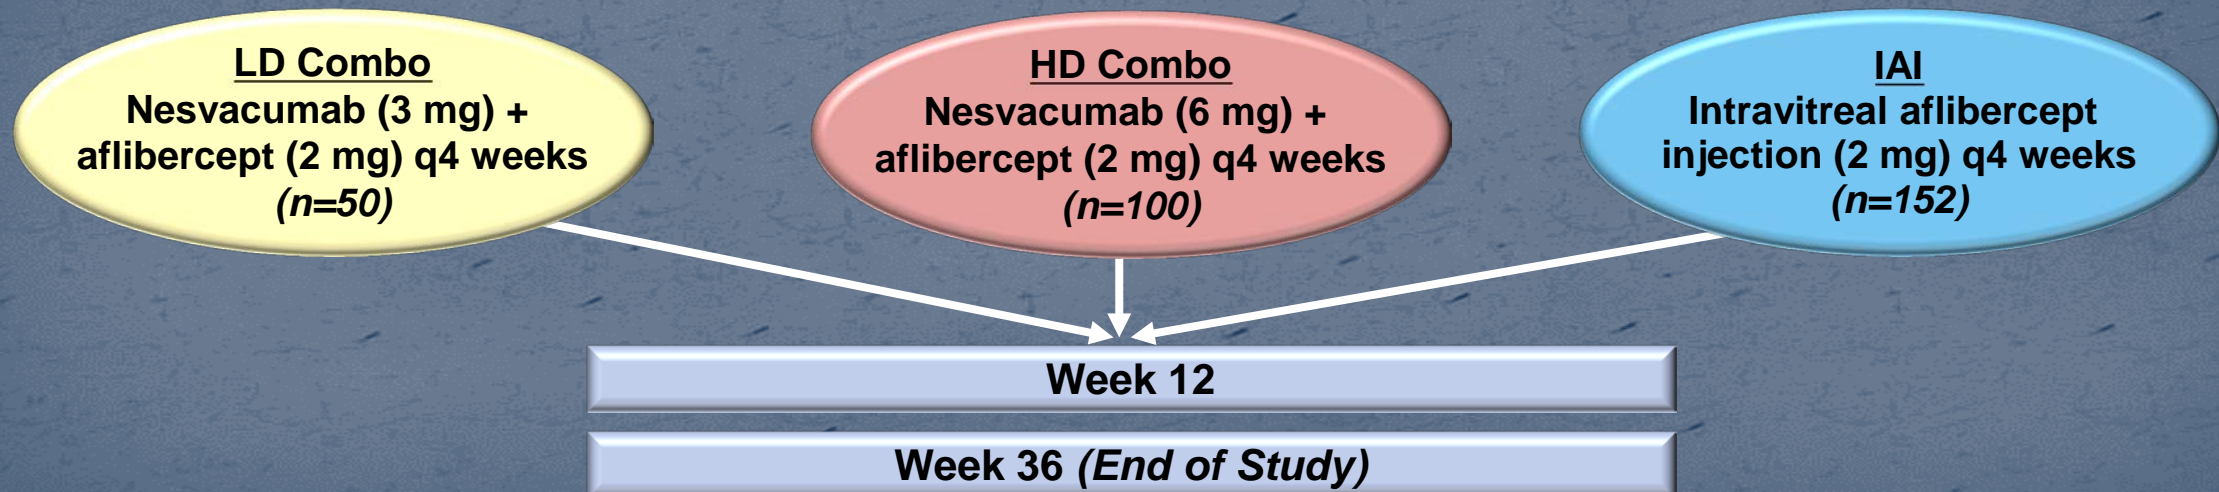 LD Combo
Nesvacumab (3 mg) +
aflibercept (2 mg) q4 weeks
(n=50)
HD Combo
Nesvacumab (6 mg) +
aflibercept (2 mg) q4 weeks
(n=100)
IAI
Intravitreal aflibercept
injection (2 mg) q4 weeks
(n=152)
Week 12
Week 36 (End of Study)